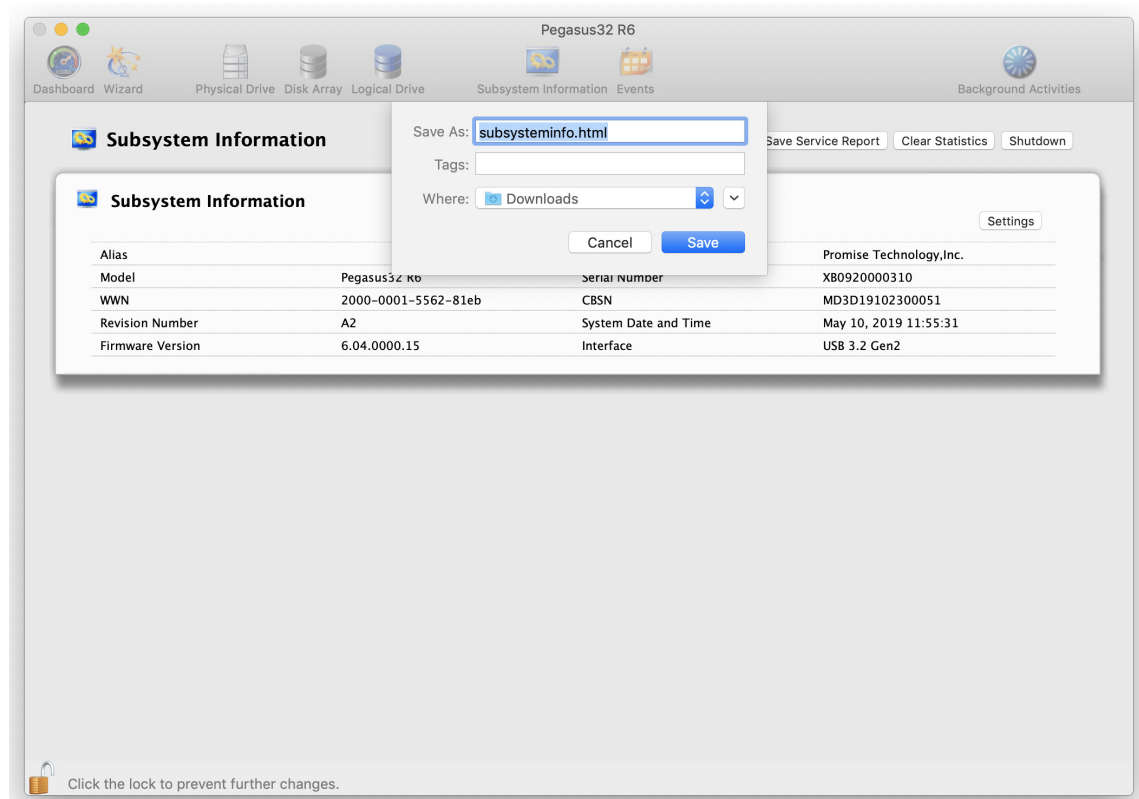 Pegasus32 R6
Dashboard Wizard Physical Drive Disk Array Logical Drive Subsystem Information Events Background Activities
Subsystem Information
Save As: subsysteminfo.html
Save Service Report Clear Statistics Shutdown
Tags:
Where: Downloads
Subsystem Information
Settings
Cancel Save
Alias Promise Technology,Inc.
Model Pegasus32 R6 Serial Number XB0920000310
WWN 2000-0001-5562-81eb CBSN MD3D19102300051
Revision Number A2 System Date and Time May 10, 2019 11:55:31
Firmware Version 6.04.0000.15 Interface USB 3.2 Gen2
Click the lock to prevent further changes.